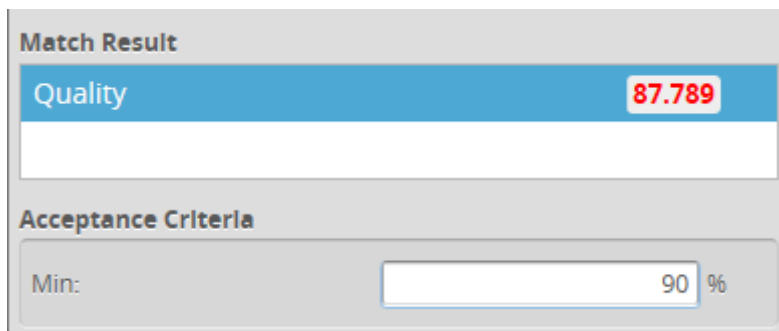 Match Result
Quality 87.789
Acceptance Criteria
Min: 90 %